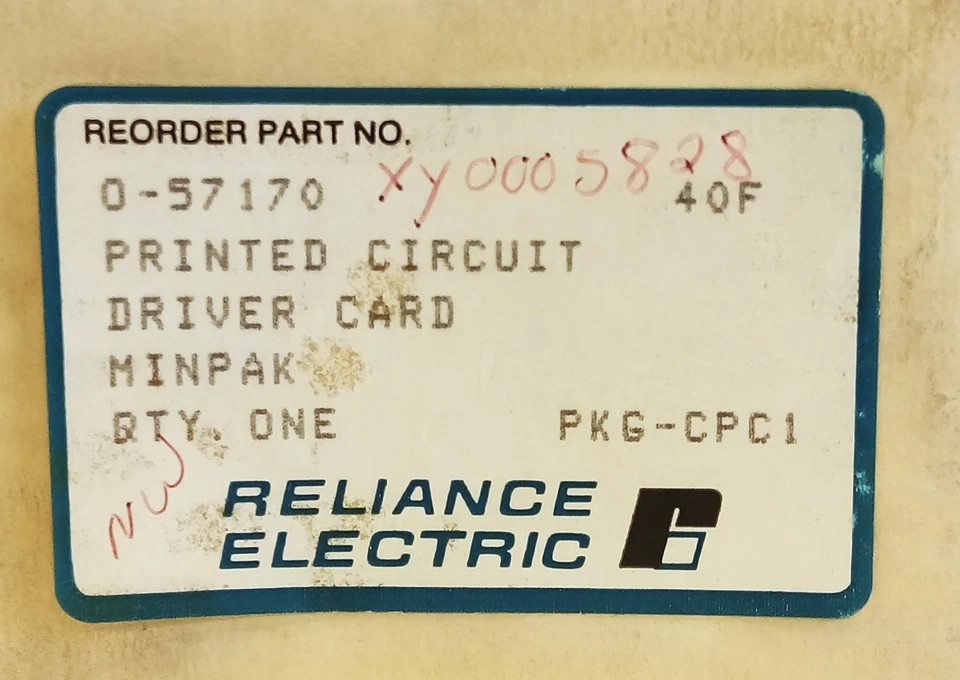 REORDER PART NO.
XY0005828
0-57170 40F
PRINTED CIRCUIT
DRIVER CARD
MINPAK
QTY. ONE PKG-CPC1
NW
RELIANCE
ELECTRIC